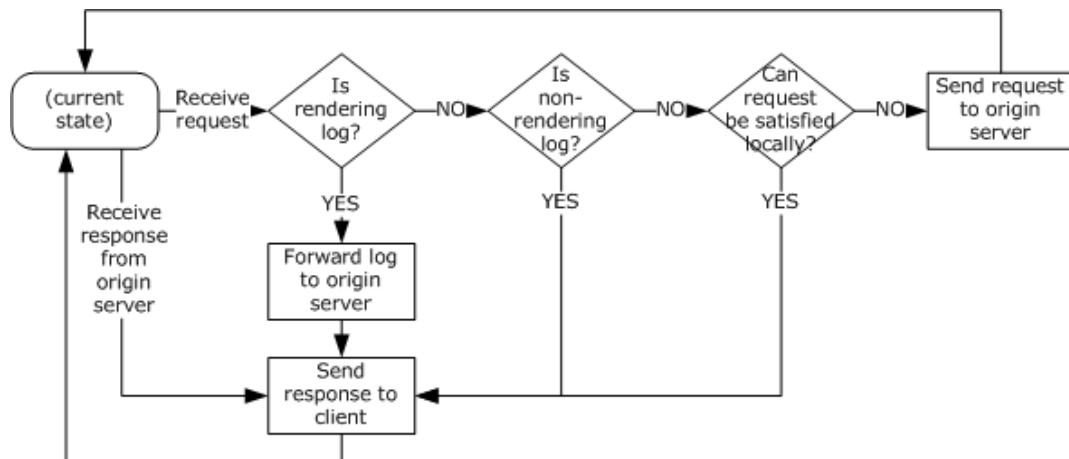 (current
state)
Receive
request
Is
rendering
log?
NO
Is
non-
rendering
log?
NO
Can
request
be satisfied
locally?
NO
Send request
to origin
server
YES
YES
YES
Receive
response
from
origin
server
Forward log
to origin
server
Send
response to
client